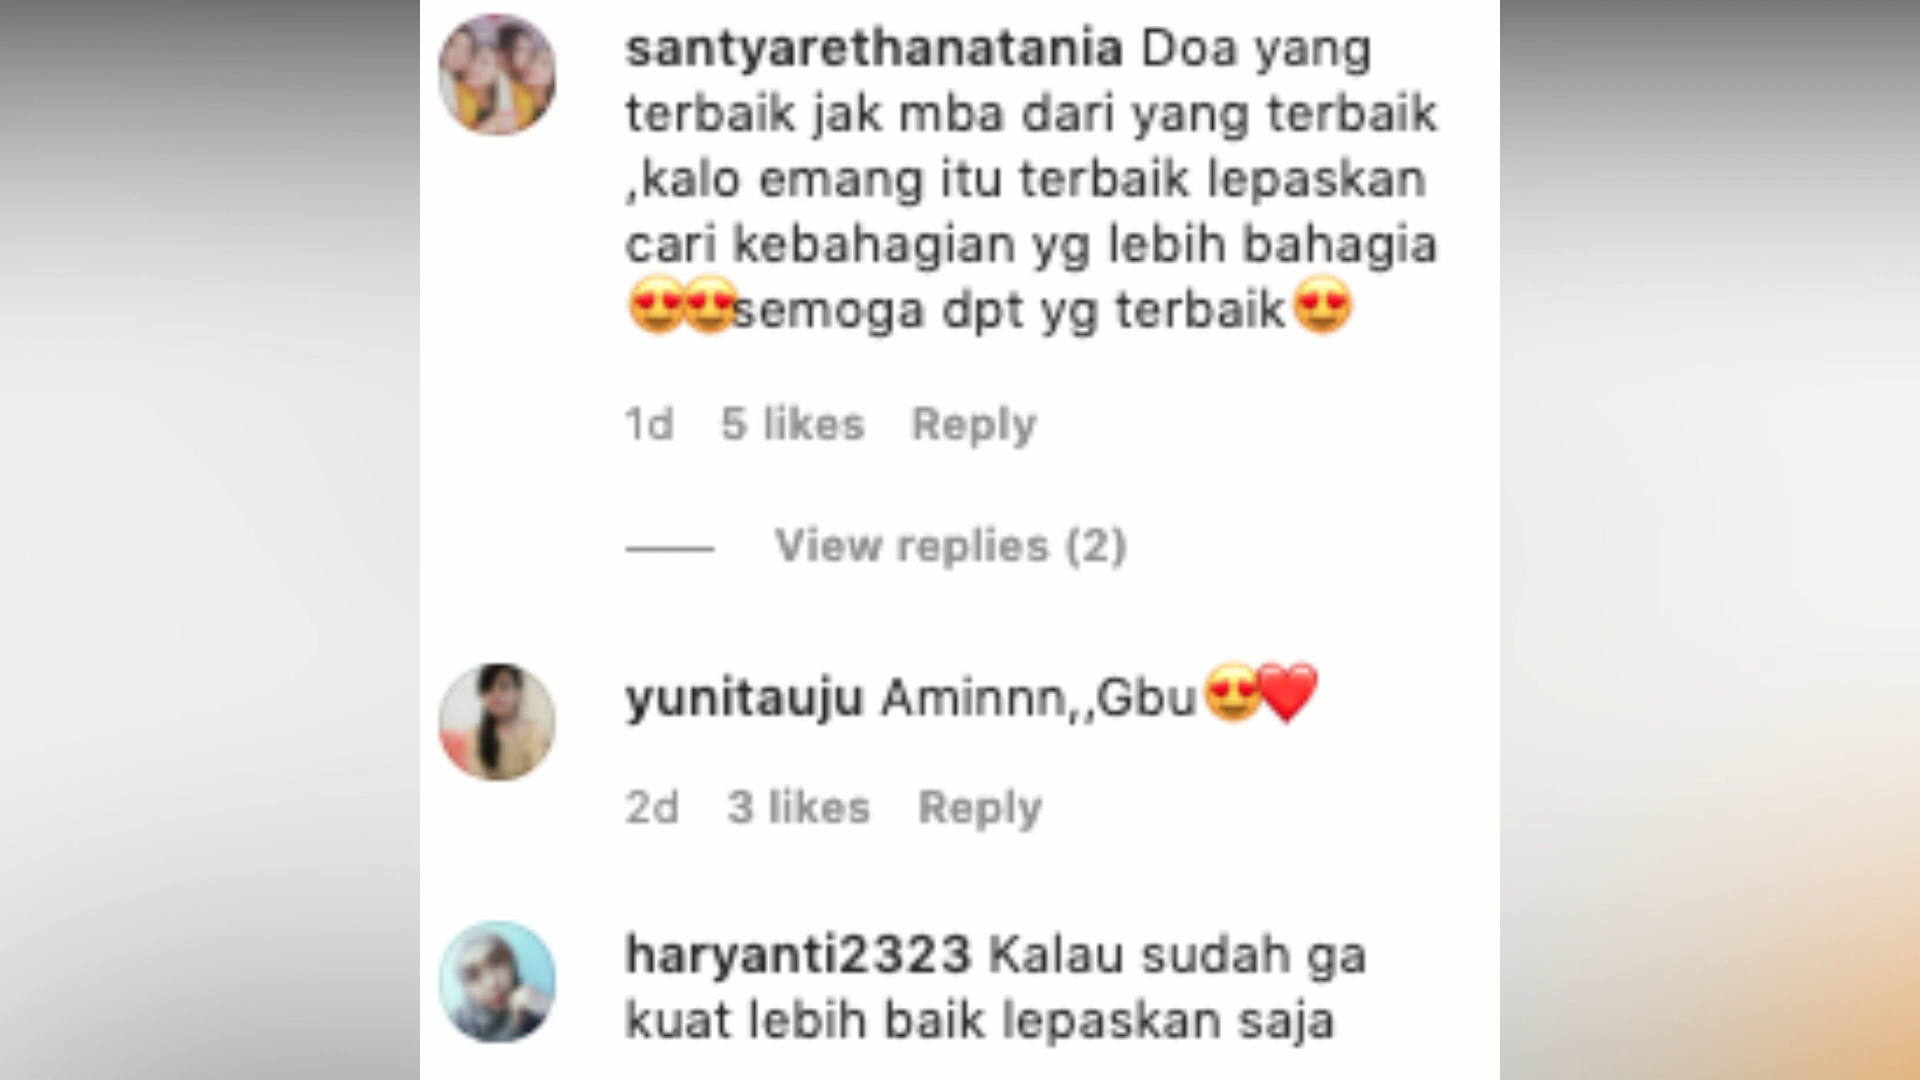 santyarethanatania Doa yang
terbaik jak mba dari yang terbaik
,kalo emang itu terbaik lepaskan
cari kebahagian yg lebih bahagia
😍😍semoga dpt yg terbaik😍
1d 5 likes Reply
View replies (2)
yunitauju Aminnn,,Gbu😍❤️
2d 3 likes Reply
haryanti2323 Kalau sudah ga
kuat lebih baik lepaskan saja